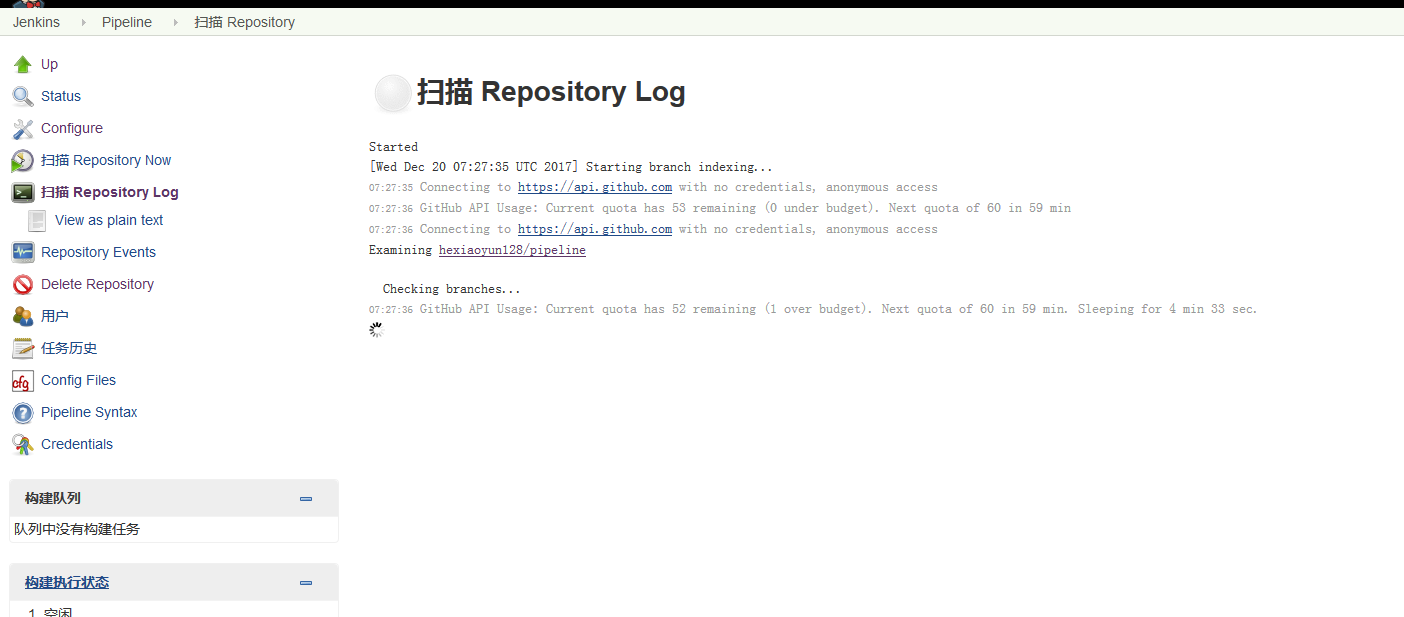 Jenkins Pipeline 扫描 Repository
Up
Status
Configure
扫描 Repository Now
扫描 Repository Log
View as plain text
Repository Events
Delete Repository
用户
任务历史
cfg Config Files
Pipeline Syntax
Credentials
构建队列
队列中没有构建任务
构建执行状态
1 空闲
扫描 Repository Log
Started
[Wed Dec 20 07:27:35 UTC 2017] Starting branch indexing...
07:27:35 Connecting to https://api.github.com with no credentials, anonymous access
07:27:36 GitHub API Usage: Current quota has 53 remaining (0 under budget). Next quota of 60 in 59 min
07:27:36 Connecting to https://api.github.com with no credentials, anonymous access
Examining hexiaoyun128/pipeline
Checking branches...
07:27:36 GitHub API Usage: Current quota has 52 remaining (1 over budget). Next quota of 60 in 59 min. Sleeping for 4 min 33 sec.